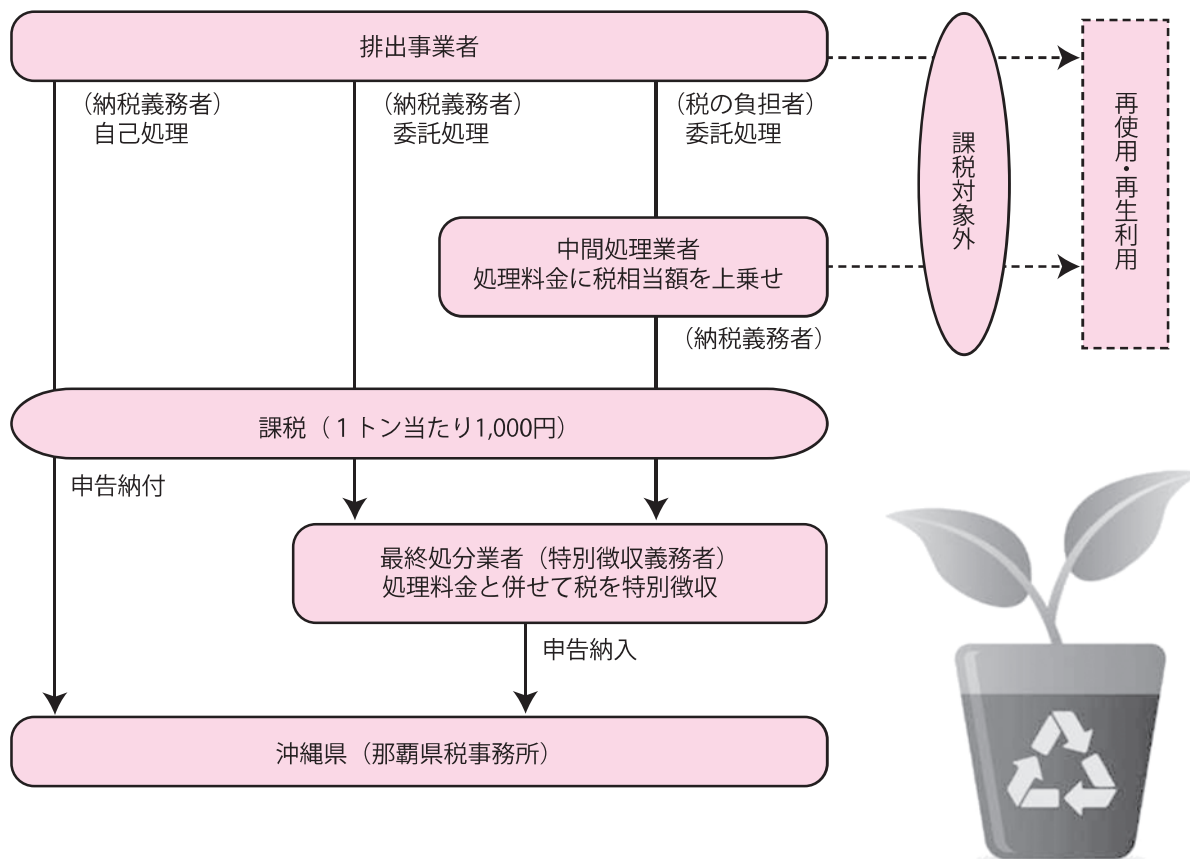 排出事業者
（納税義務者）
自己処理
（納税義務者）
委託処理
（税の負担者）
委託処理
中間処理業者
処理料金に税相当額を上乗せ
（納税義務者）
課税対象外
再使用・再生利用
課税（１トン当たり1,000円）
申告納付
最終処分業者（特別徴収義務者）
処理料金と併せて税を特別徴収
申告納入
沖縄県（那覇県税事務所）